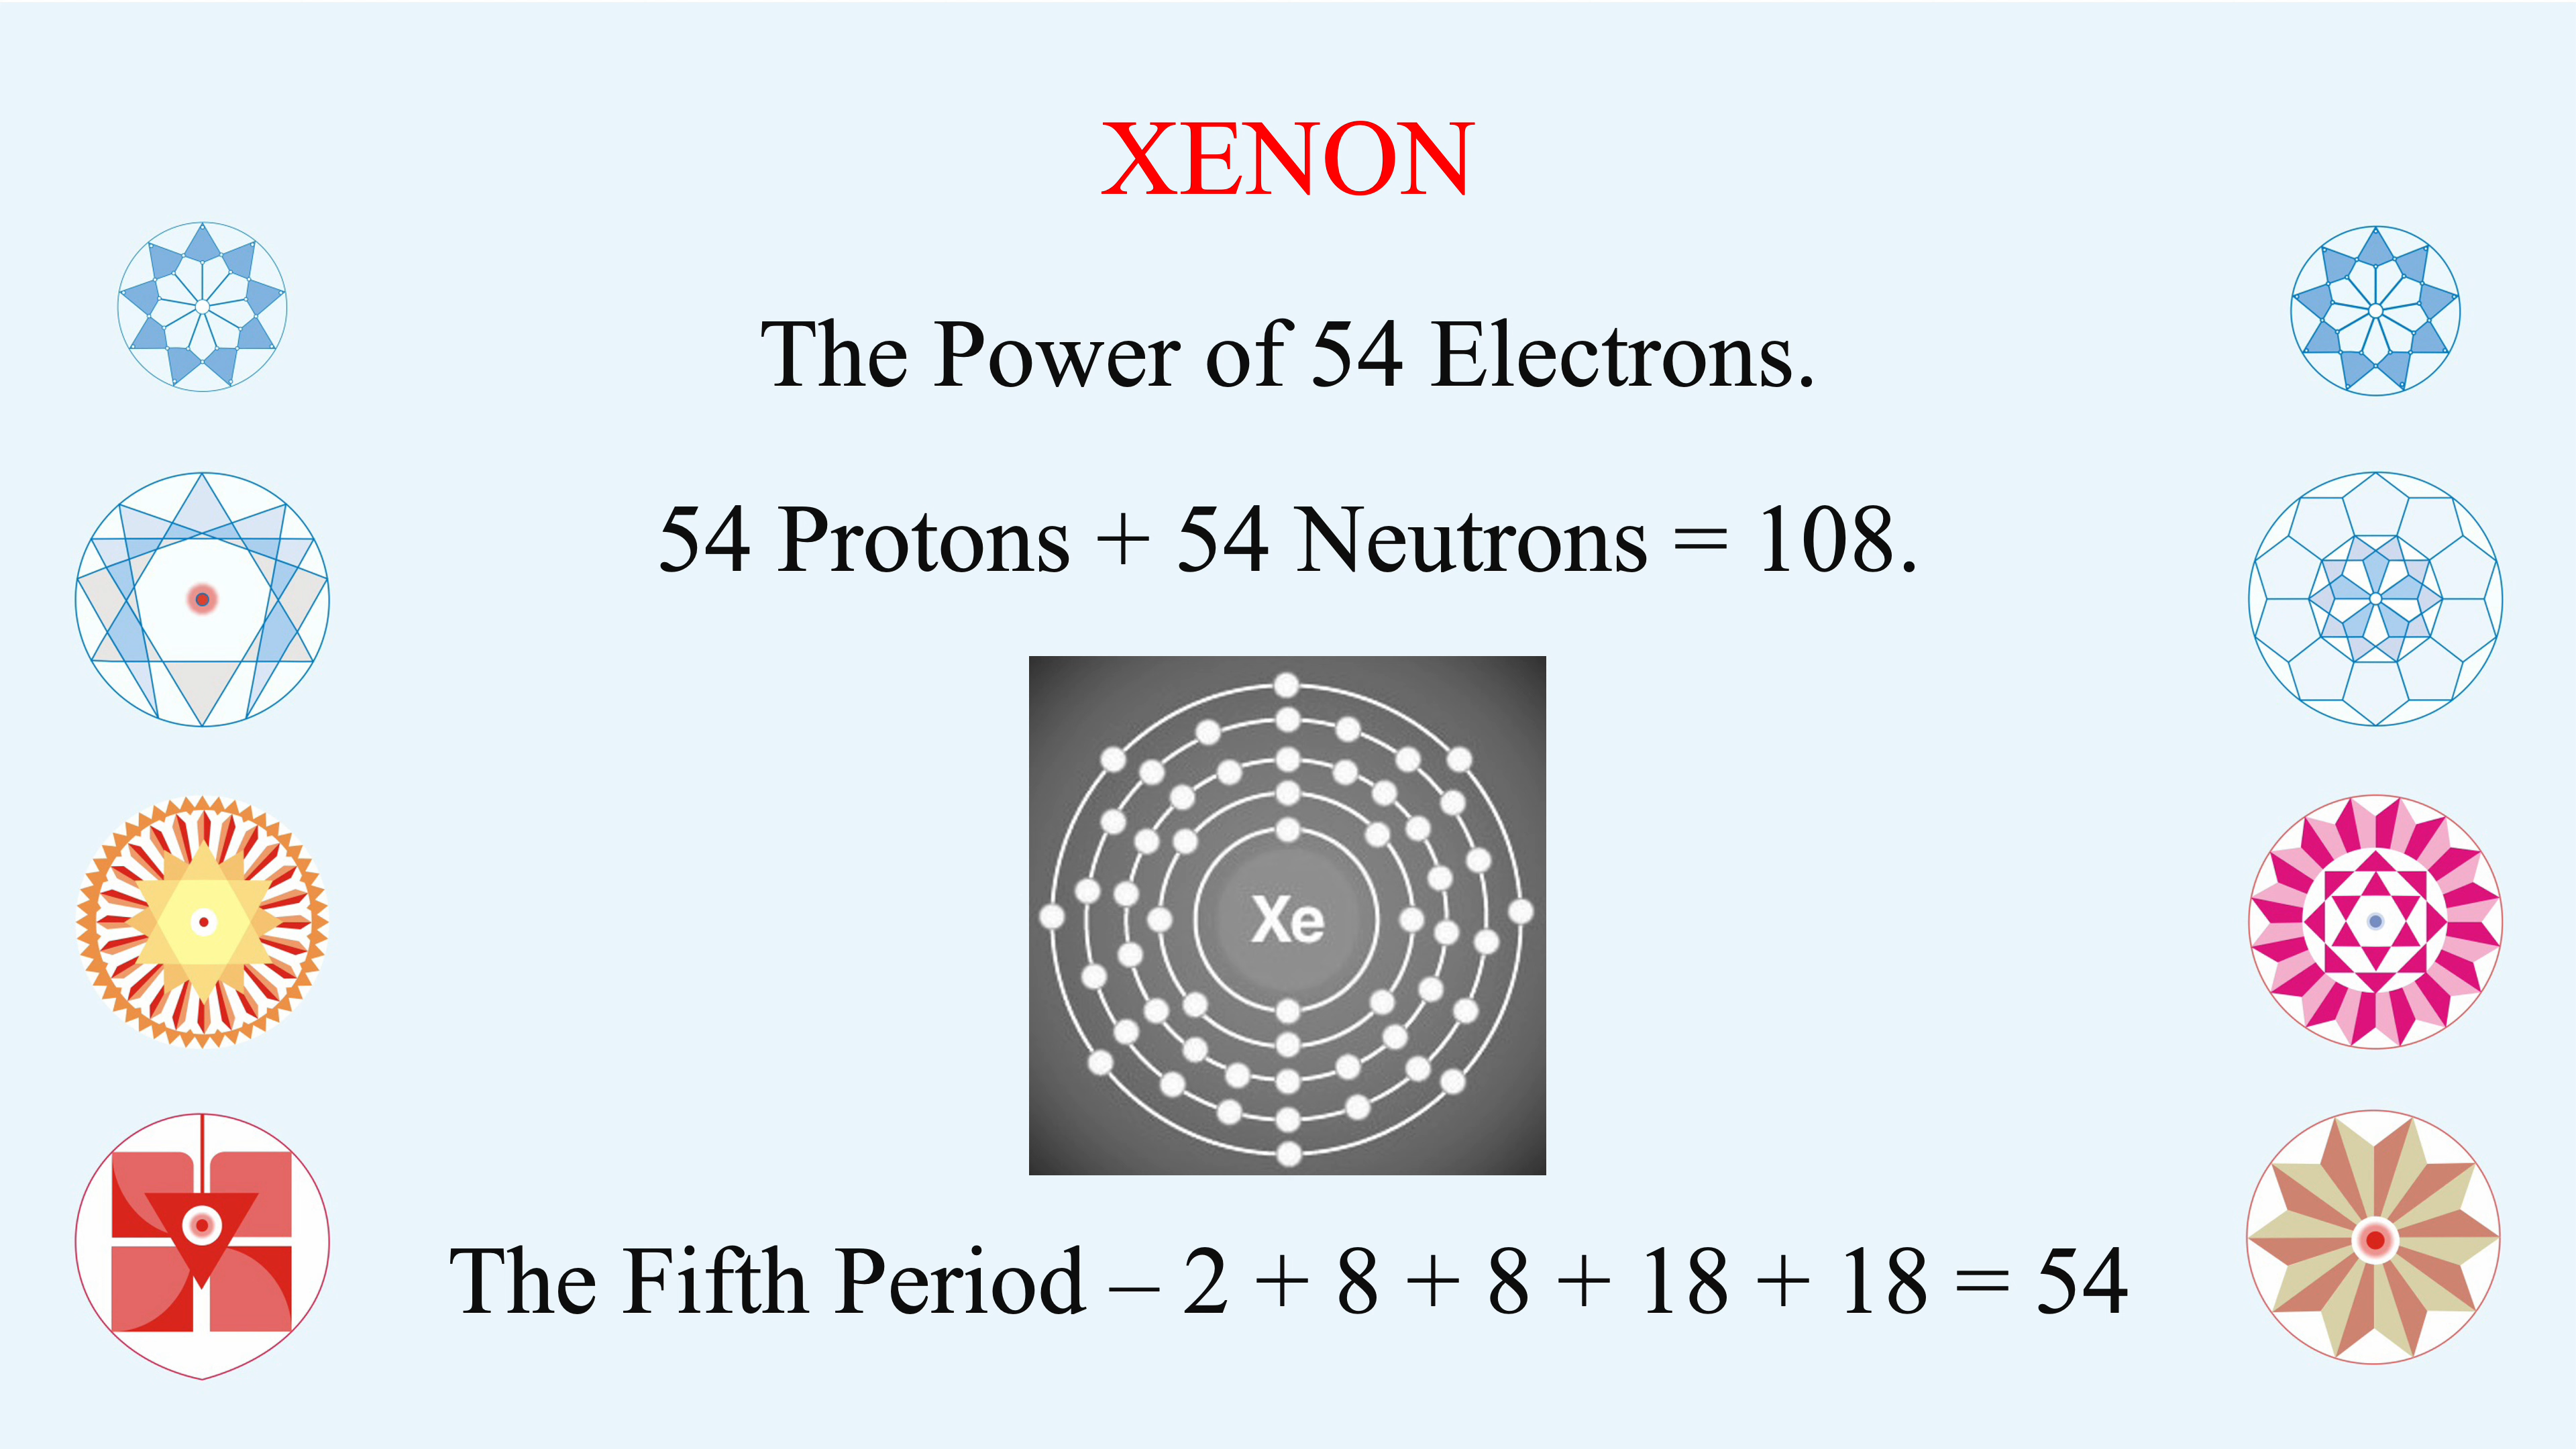 XENON
The Power of 54 Electrons.
54 Protons + 54 Neutrons = 108.
Xe
The Fifth Period – 2 + 8 + 8 + 18 + 18 = 54